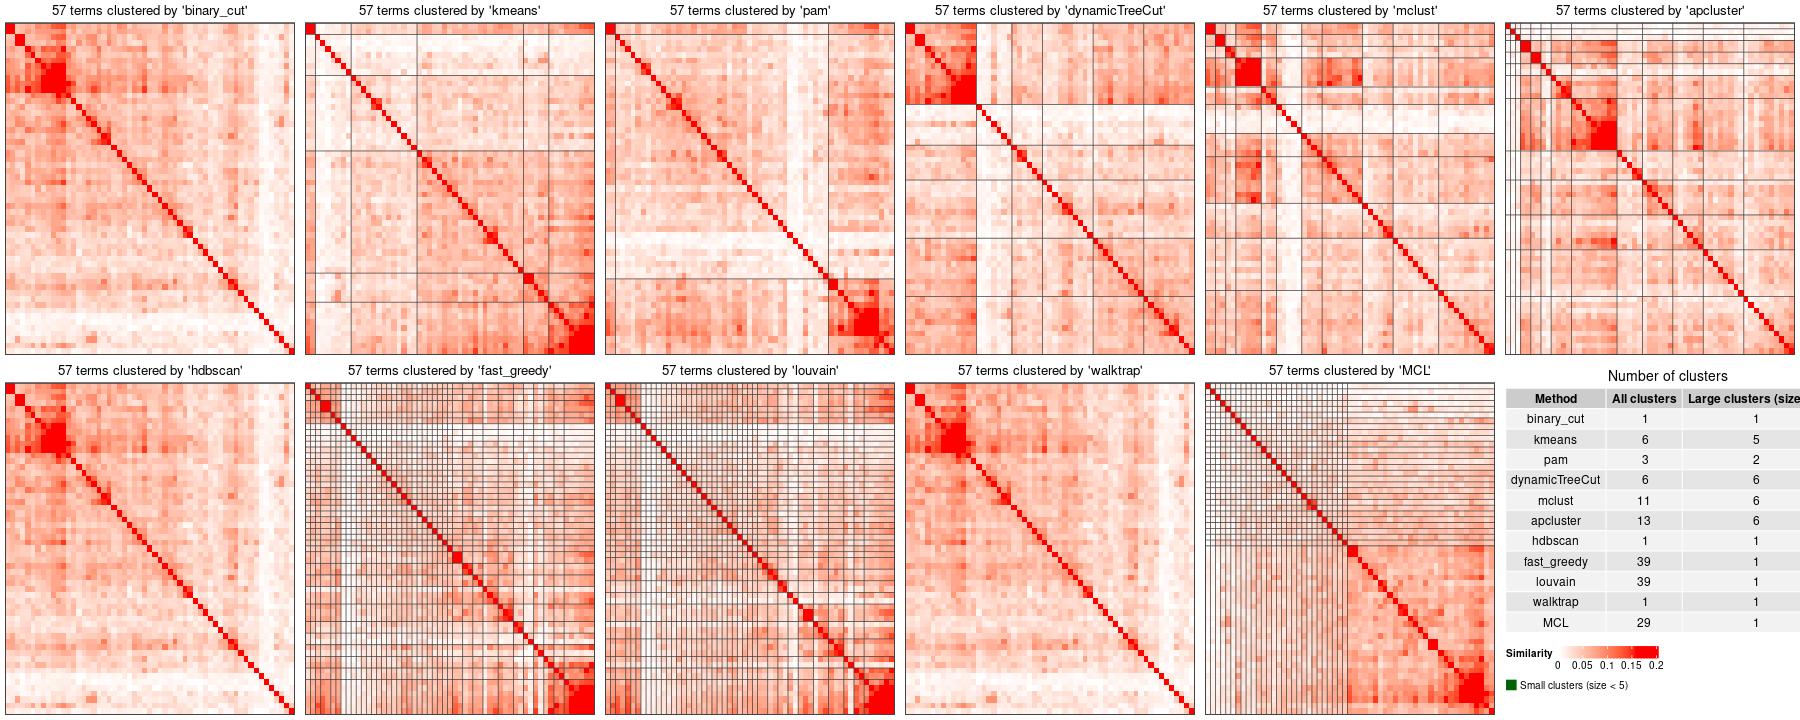 57 terms clustered by 'binary_cut'
57 terms clustered by 'kmeans'
57 terms clustered by 'pam'
57 terms clustered by 'dynamicTreeCut'
57 terms clustered by 'mclust'
57 terms clustered by 'apcluster'
57 terms clustered by 'hdbscan'
57 terms clustered by 'fast_greedy'
57 terms clustered by 'louvain'
57 terms clustered by 'walktrap'
57 terms clustered by 'MCL'
Number of clusters
Method All clusters Large clusters (size
binary_cut 1 1
kmeans 6 5
pam 3 2
dynamicTreeCut 6 6
mclust 11 6
apcluster 13 6
hdbscan 1 1
fast_greedy 39 1
louvain 39 1
walktrap 1 1
MCL 29 1
Similarity
0 0.05 0.1 0.15 0.2
Small clusters (size < 5)